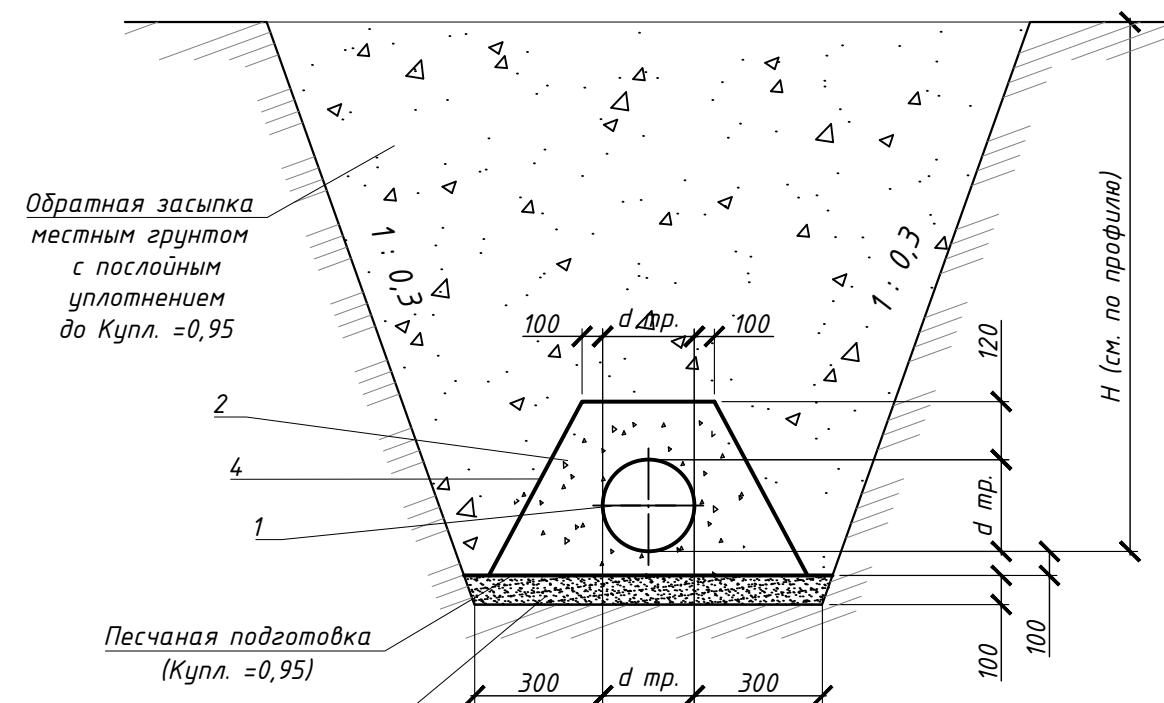 Обратная засыпка
местным грунтом
с послойным
уплотнением
до Купл. =0,95
1 : 0,3
1 : 0,3
H (см. по профилю)
100
d тр.
100
120
2
4
1
d тр.
Песчаная подготовка
(Купл. =0,95)
300
d тр.
300
100
100